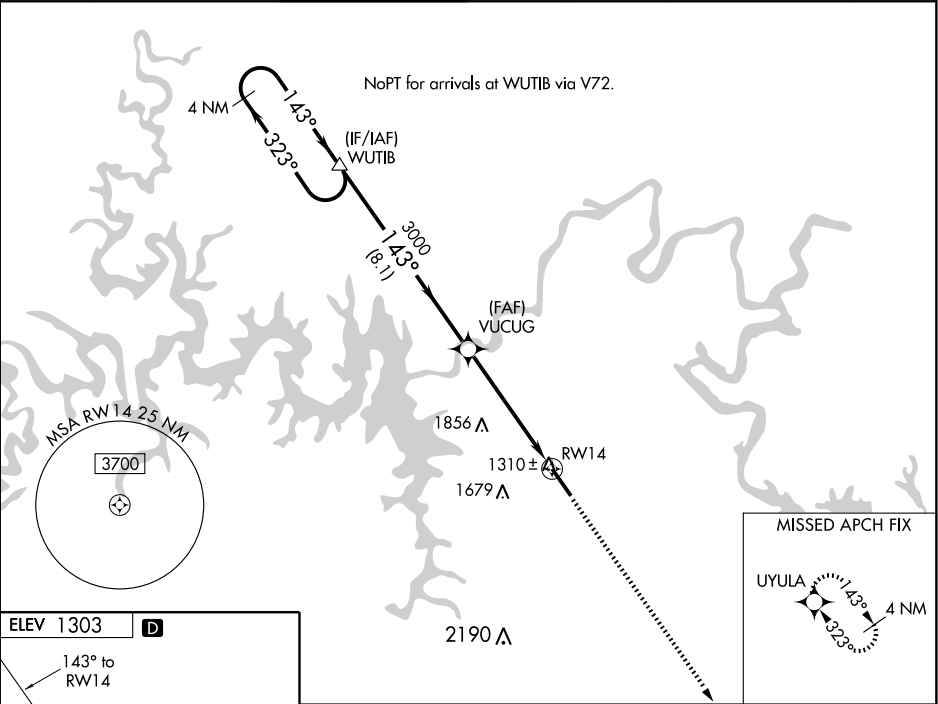 NoPT for arrivals at WUTIB via V72.
4 NM
143°
323°
(IF/IAF)
WUTIB
3000
143°
(8.1)
(FAF)
VUCUG
1856
MSA RW14 25 NM
3700
1310±
RW14
1679
MISSED APCH FIX
UYULA
143°
4 NM
323°
ELEV 1303
D
2190
143° to
RW14